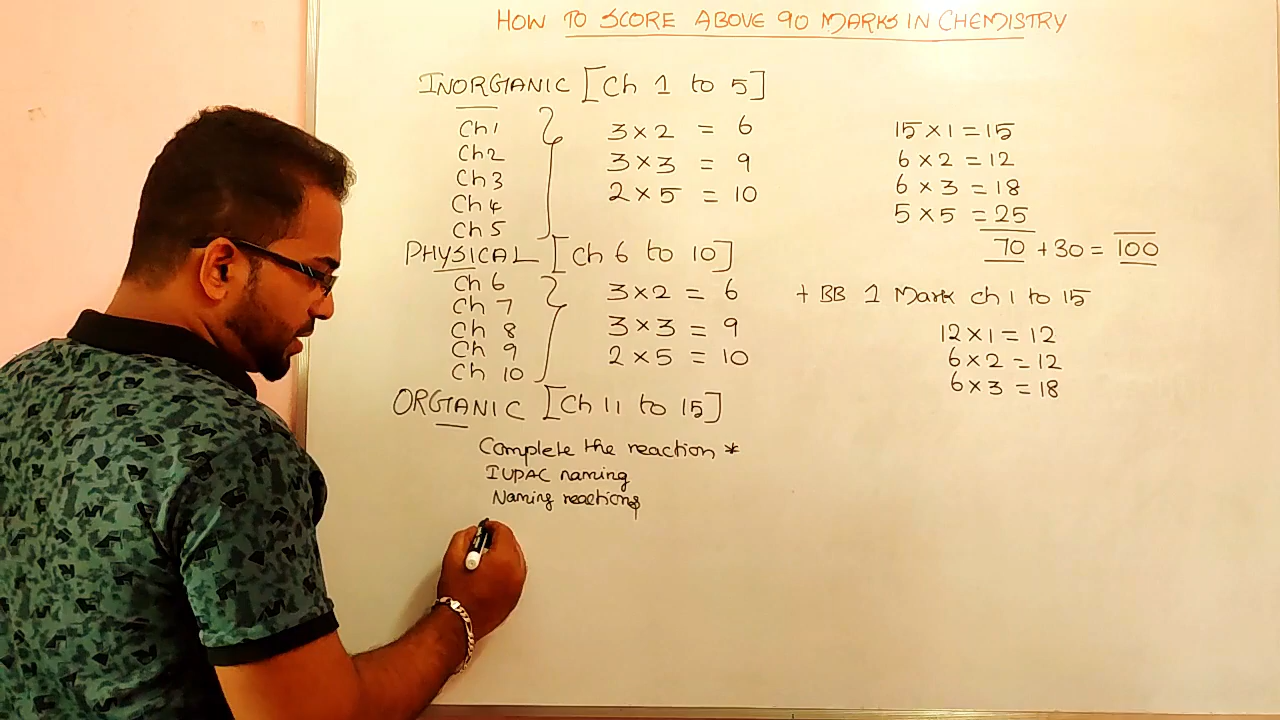 HOW TO SCORE ABOVE 90 MARKS IN CHEMISTRY
INORGANIC [Ch 1 to 5]
Ch1
Ch2
Ch3
Ch4
Ch5
3 × 2 = 6
3 × 3 = 9
2 × 5 = 10
PHYSICAL [Ch 6 to 10]
Ch 6
Ch 7
Ch 8
Ch 9
Ch 10
3 × 2 = 6
3 × 3 = 9
2 × 5 = 10
ORGANIC [Ch 11 to 15]
Complete the reaction *
IUPAC naming
Naming reactions
15 × 1 = 15
6 × 2 = 12
6 × 3 = 18
5 × 5 = 25
70 + 30 = 100
+ BB 1 Mark ch 1 to 15
12 × 1 = 12
6 × 2 = 12
6 × 3 = 18